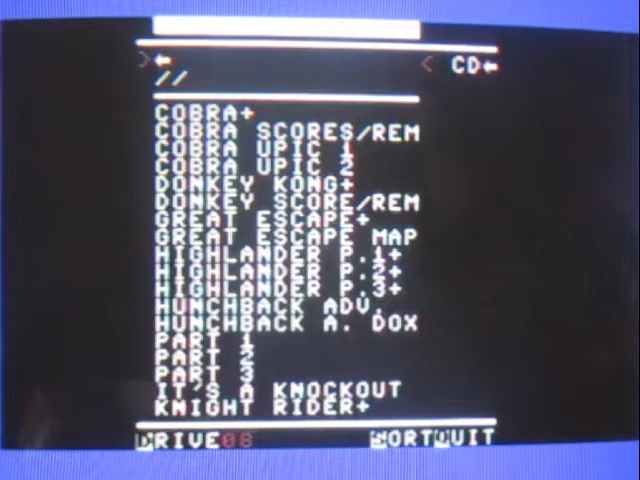 >← < CD←
//
COBRA+
COBRA SCORES/REM
COBRA UPIC 1
COBRA UPIC 2
DONKEY KONG+
DONKEY SCORE/REM
GREAT ESCAPE+
GREAT ESCAPE MAP
HIGHLANDER P.1+
HIGHLANDER P.2+
HIGHLANDER P.3+
HUNCHBACK ADV.
HUNCHBACK A. DOX
PART 1
PART 2
PART 3
IT'S A KNOCKOUT
KNIGHT RIDER+
DRIVE08 SORT QUIT